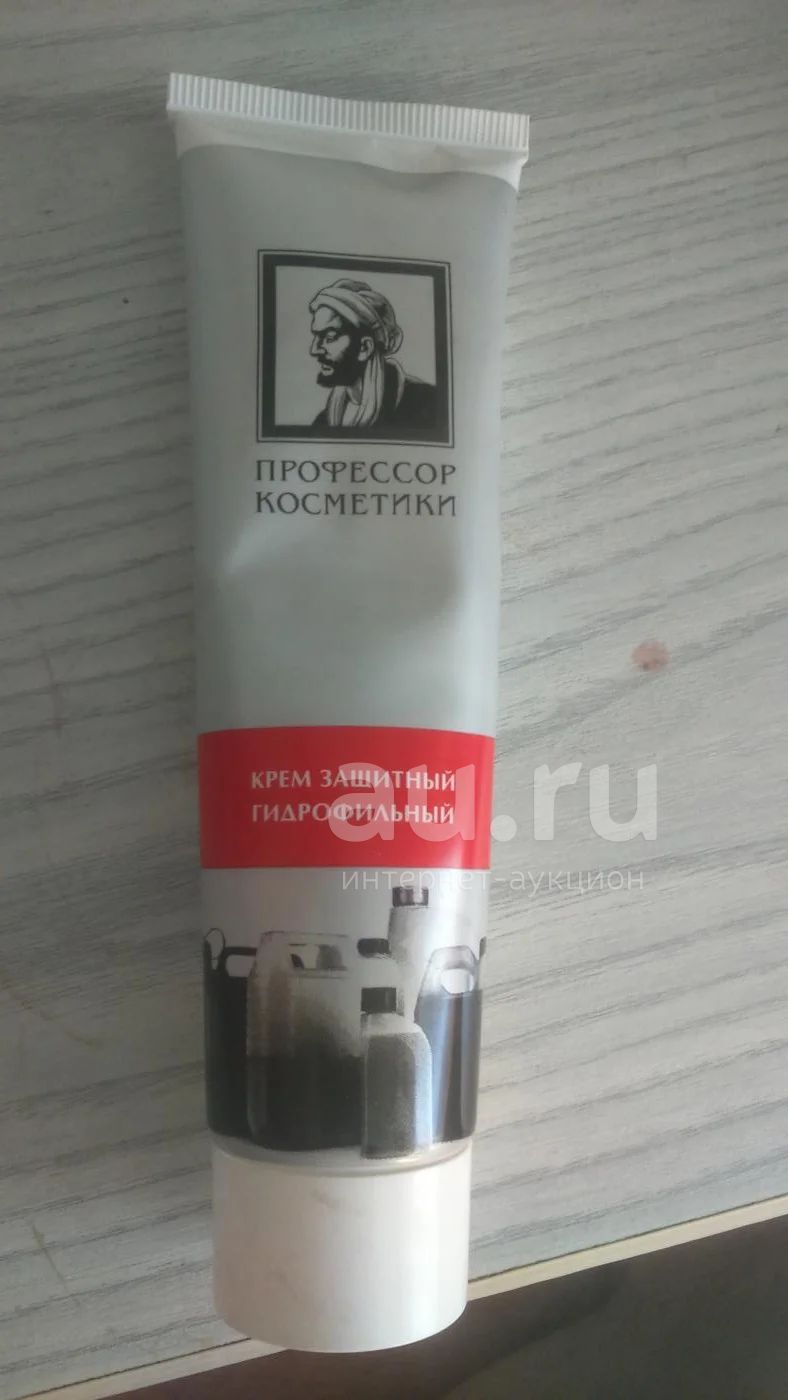 ПРОФЕССОР
КОСМЕТИКИ
КРЕМ ЗАЩИТНЫЙ
ГИДРОФИЛЬНЫЙ
au.ru
интернет-аукцион